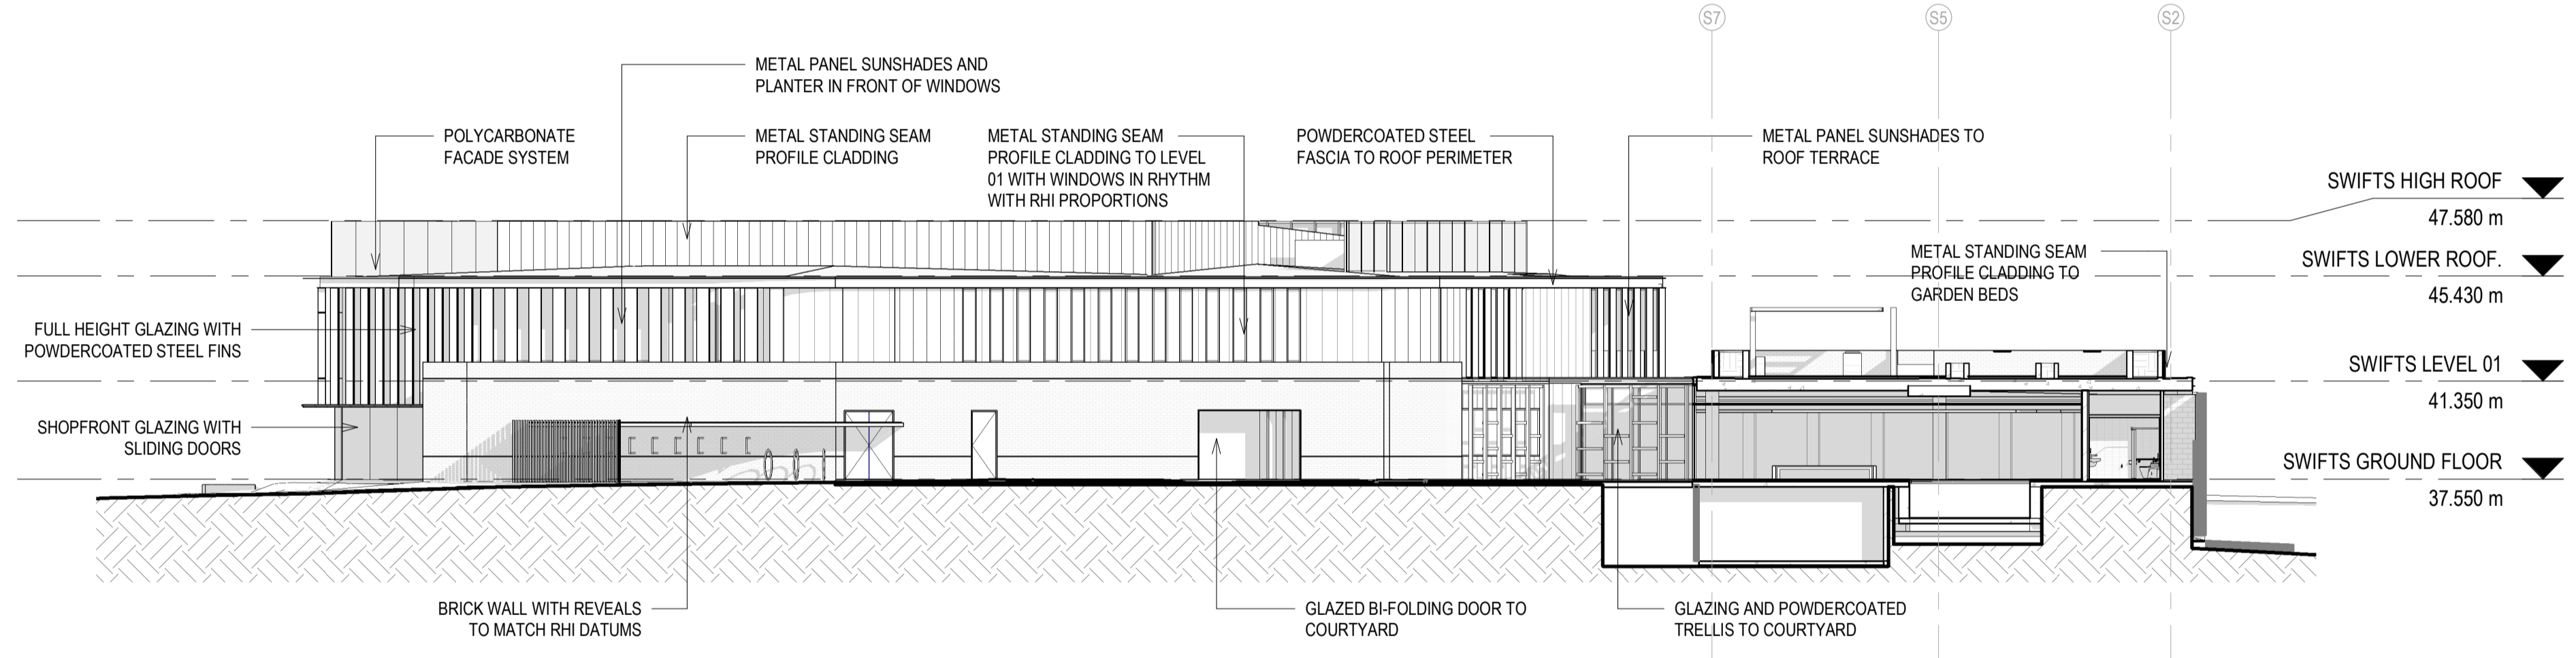 S7
S5
S2
METAL PANEL SUNSHADES AND
PLANTER IN FRONT OF WINDOWS
POLYCARBONATE
FACADE SYSTEM
METAL STANDING SEAM
PROFILE CLADDING
METAL STANDING SEAM
PROFILE CLADDING TO LEVEL
01 WITH WINDOWS IN RHYTHM
WITH RHI PROPORTIONS
POWDERCOATED STEEL
FASCIA TO ROOF PERIMETER
METAL PANEL SUNSHADES TO
ROOF TERRACE
SWIFTS HIGH ROOF
47.580 m
METAL STANDING SEAM
PROFILE CLADDING TO
GARDEN BEDS
SWIFTS LOWER ROOF.
45.430 m
FULL HEIGHT GLAZING WITH
POWDERCOATED STEEL FINS
SWIFTS LEVEL 01
41.350 m
SHOPFRONT GLAZING WITH
SLIDING DOORS
SWIFTS GROUND FLOOR
37.550 m
BRICK WALL WITH REVEALS
TO MATCH RHI DATUMS
GLAZED BI-FOLDING DOOR TO
COURTYARD
GLAZING AND POWDERCOATED
TRELLIS TO COURTYARD